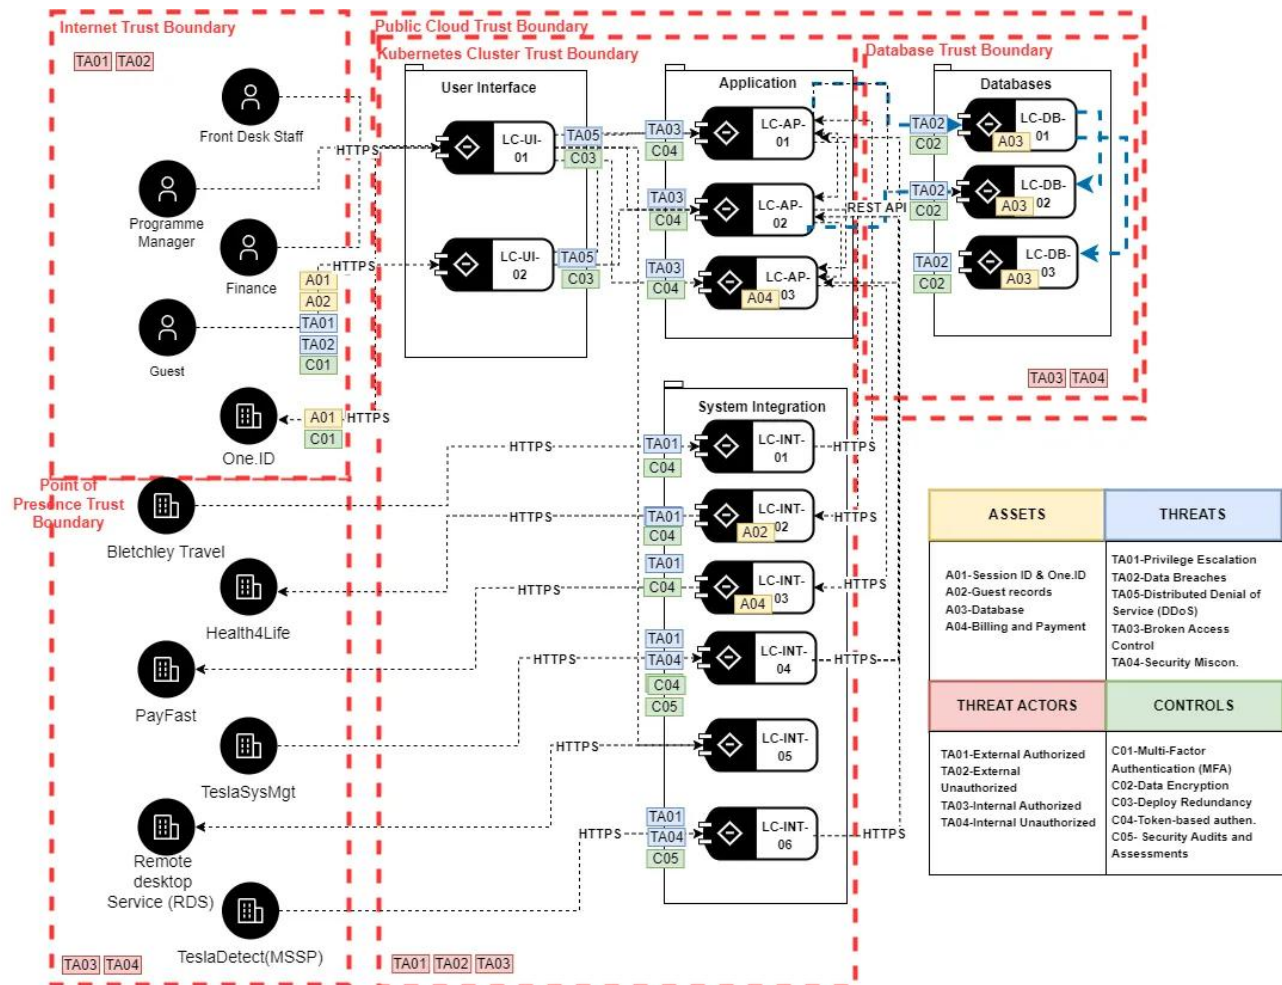 Internet Trust Boundary
TA01 TA02
Front Desk Staff
Programme
Manager
Finance
Guest
One.ID
HTTPS
HTTPS
A01
A02
TA01
TA02
C01
A01
C01
HTTPS
Point of
Presence Trust
Boundary
Bletchley Travel
Health4Life
PayFast
TeslaSysMgt
Remote
desktop
Service (RDS)
TeslaDetect(MSSP)
TA03 TA04
Public Cloud Trust Boundary
Kubernetes Cluster Trust Boundary
User Interface
LC-UI-
01
TA05
C03
LC-UI-
02
TA05
C03
Application
TA03
C04
LC-AP-
01
TA03
C04
LC-AP-
02
TA03
C04
LC-AP-
03
A04
REST API
Database Trust Boundary
Databases
TA02
C02
LC-DB-
01
A03
TA02
C02
LC-DB-
02
A03
TA02
C02
LC-DB-
03
A03
TA03 TA04
System Integration
HTTPS
TA01
C04
LC-INT-
01
HTTPS
HTTPS
TA01
C04
LC-INT-
02
A02
HTTPS
TA01
C04
LC-INT-
03
A04
HTTPS
HTTPS
TA01
TA04
C04
C05
LC-INT-
04
HTTPS
HTTPS
LC-INT-
05
HTTPS
TA01
TA04
C05
LC-INT-
06
HTTPS
TA01 TA02 TA03
ASSETS
A01-Session ID & One.ID
A02-Guest records
A03-Database
A04-Billing and Payment
THREATS
TA01-Privilege Escalation
TA02-Data Breaches
TA05-Distributed Denial of
Service (DDoS)
TA03-Broken Access
Control
TA04-Security Miscon.
THREAT ACTORS
TA01-External Authorized
TA02-External
Unauthorized
TA03-Internal Authorized
TA04-Internal Unauthorized
CONTROLS
C01-Multi-Factor
Authentication (MFA)
C02-Data Encryption
C03-Deploy Redundancy
C04-Token-based authen.
C05- Security Audits and
Assessments